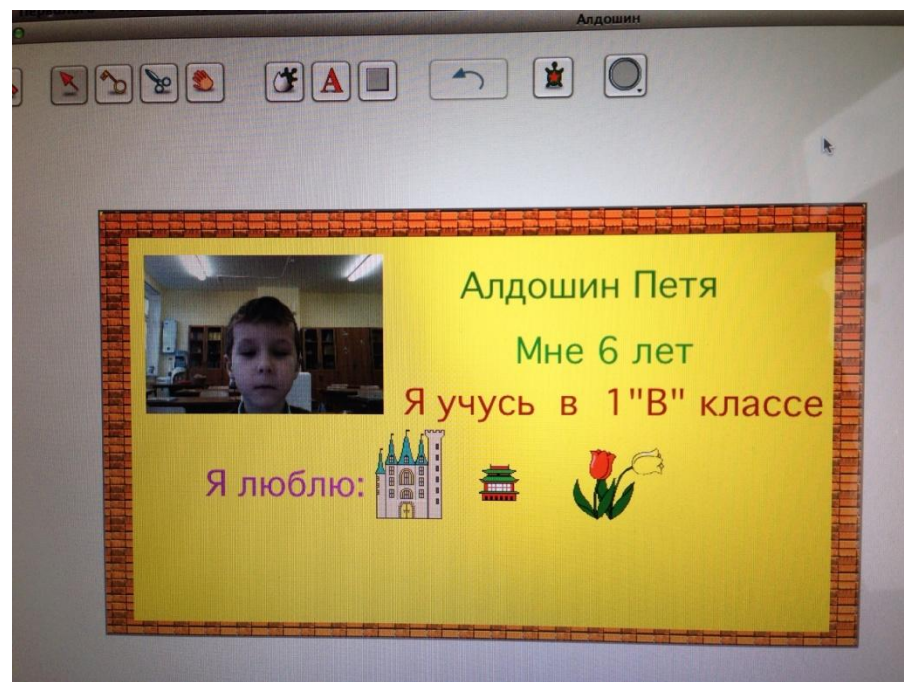 Алдошин
А
Алдошин Петя
Мне 6 лет
Я учусь в 1"В" классе
Я люблю: